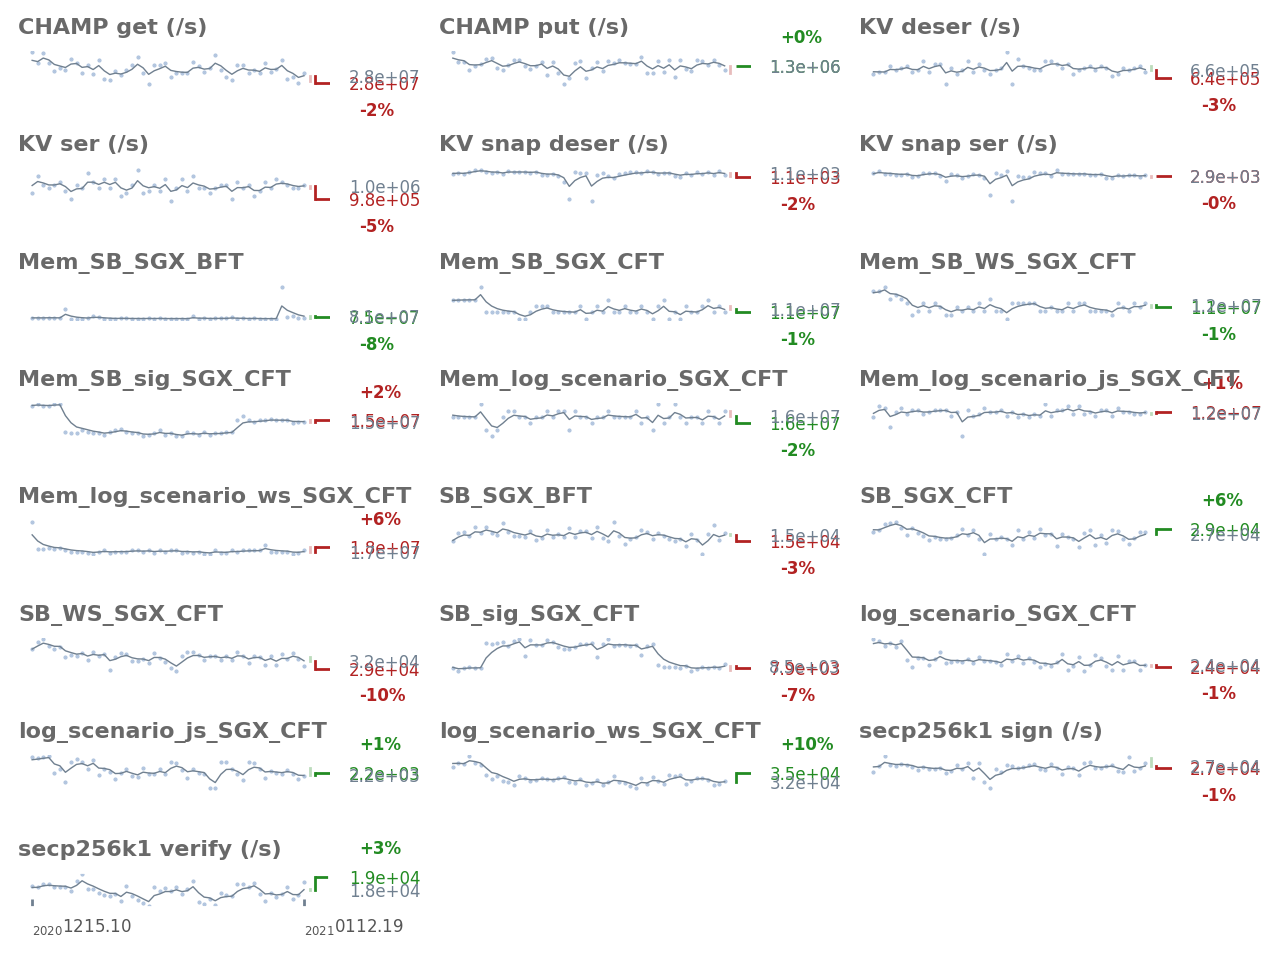 CHAMP get (/s)
2.8e+07
2.8e+07
-2%
CHAMP put (/s)
+0%
1.3e+06
KV deser (/s)
6.6e+05
6.4e+05
-3%
KV ser (/s)
1.0e+06
9.8e+05
-5%
KV snap deser (/s)
1.1e+03
1.1e+03
-2%
KV snap ser (/s)
2.9e+03
-0%
Mem_SB_SGX_BFT
8.1e+07
7.5e+07
-8%
Mem_SB_SGX_CFT
1.1e+07
1.1e+07
-1%
Mem_SB_WS_SGX_CFT
1.2e+07
-1%
Mem_SB_sig_SGX_CFT
+2%
1.5e+07
1.5e+07
Mem_log_scenario_SGX_CFT
1.6e+07
1.6e+07
-2%
Mem_log_scenario_js_SGX_CFT
+1%
1.2e+07
1.2e+07
Mem_log_scenario_ws_SGX_CFT
+6%
1.8e+07
1.7e+07
SB_SGX_BFT
1.5e+04
1.5e+04
-3%
SB_SGX_CFT
+6%
2.9e+04
2.7e+04
SB_WS_SGX_CFT
3.2e+04
2.9e+04
-10%
SB_sig_SGX_CFT
8.5e+03
7.9e+03
-7%
log_scenario_SGX_CFT
2.4e+04
2.4e+04
-1%
log_scenario_js_SGX_CFT
+1%
2.2e+03
2.2e+03
log_scenario_ws_SGX_CFT
+10%
3.5e+04
3.2e+04
secp256k1 sign (/s)
2.7e+04
2.7e+04
-1%
secp256k1 verify (/s)
+3%
1.9e+04
1.8e+04
20201215.10
20210112.19